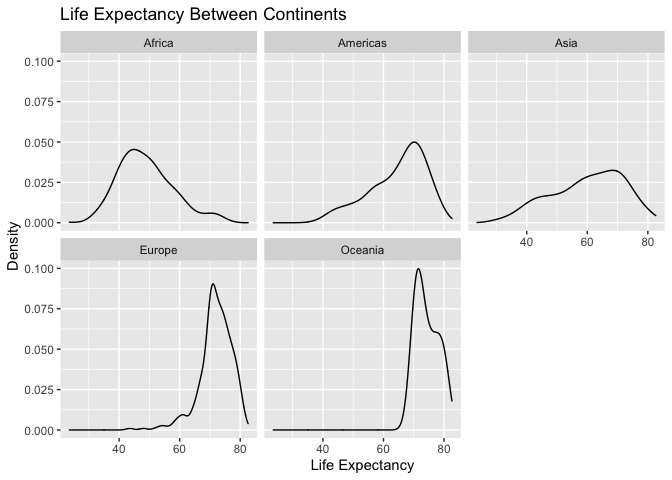 Life Expectancy Between Continents
Africa
Americas
Asia
0.100
0.075
0.050
0.025
0.000
40
60
80
Europe
Oceania
0.100
0.075
0.050
0.025
0.000
40
60
80
40
60
80
Life Expectancy
Density